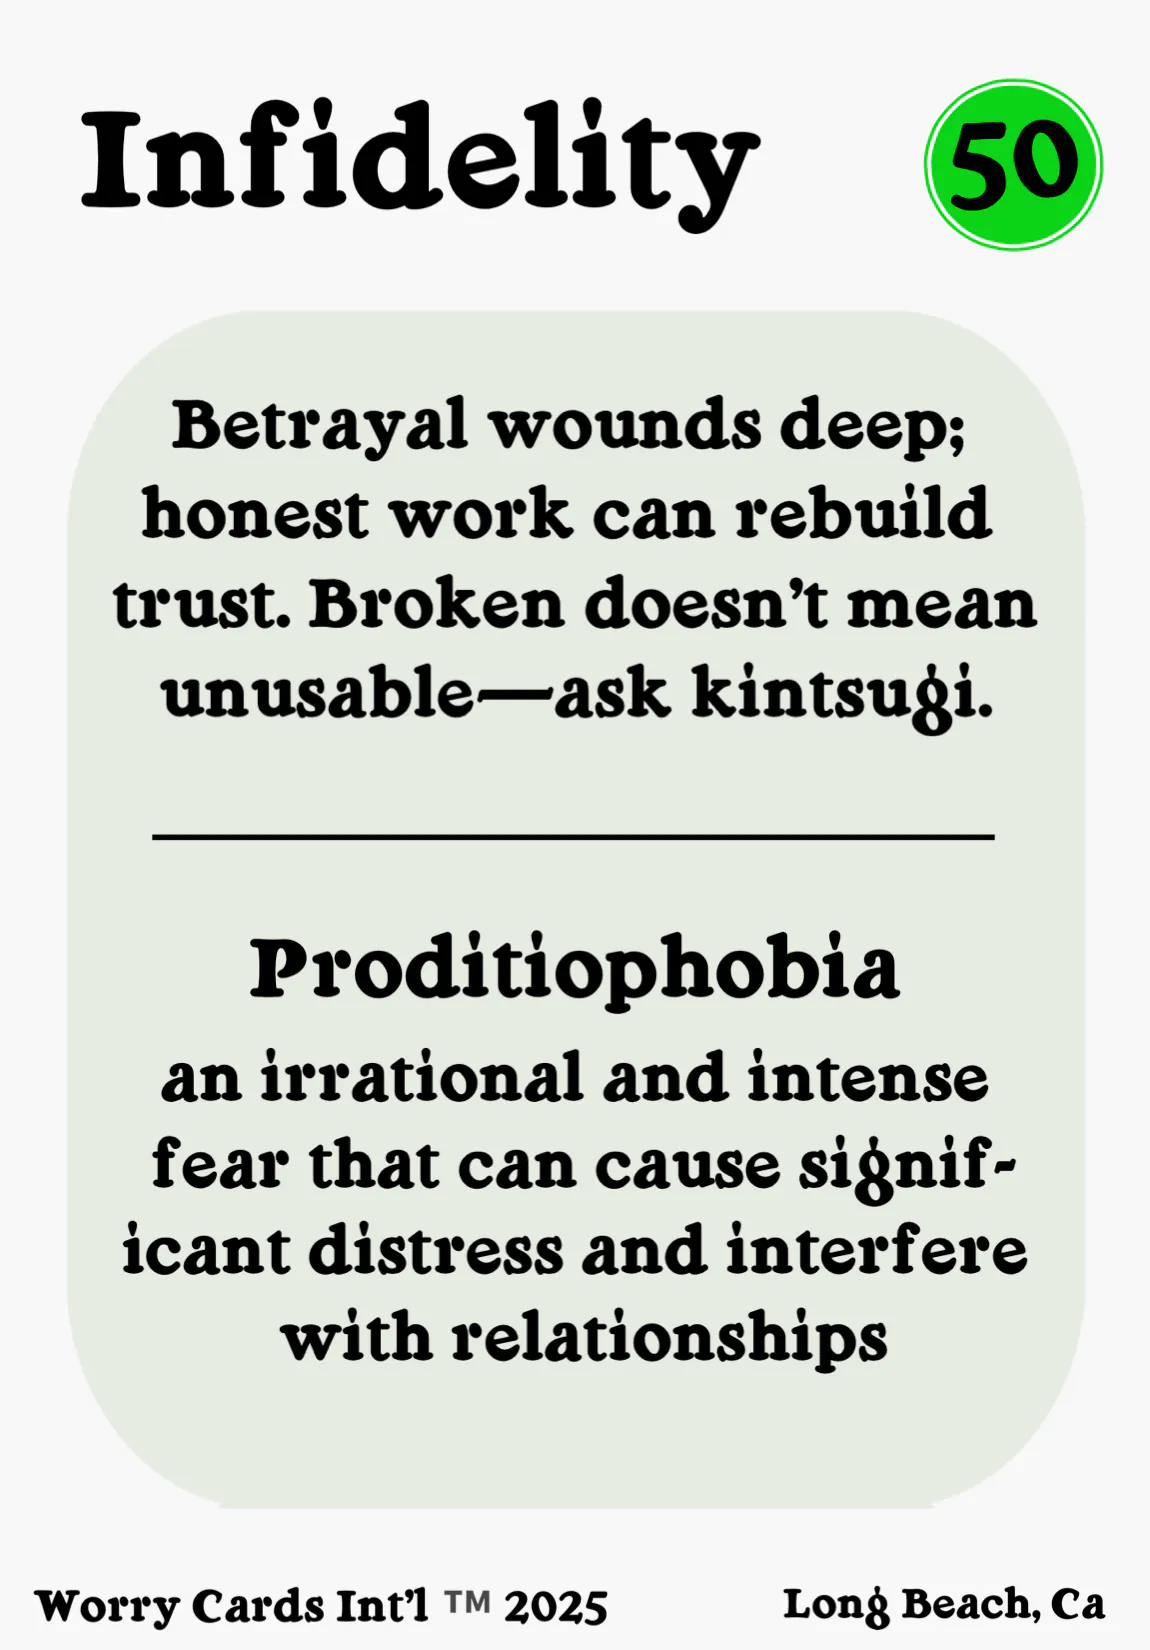 Infidelity
50
Betrayal wounds deep;
honest work can rebuild
trust. Broken doesn’t mean
unusable—ask kintsugi.
Proditiophobia
an irrational and intense
fear that can cause signif-
icant distress and interfere
with relationships
Worry Cards Int’l ™ 2025
Long Beach, Ca